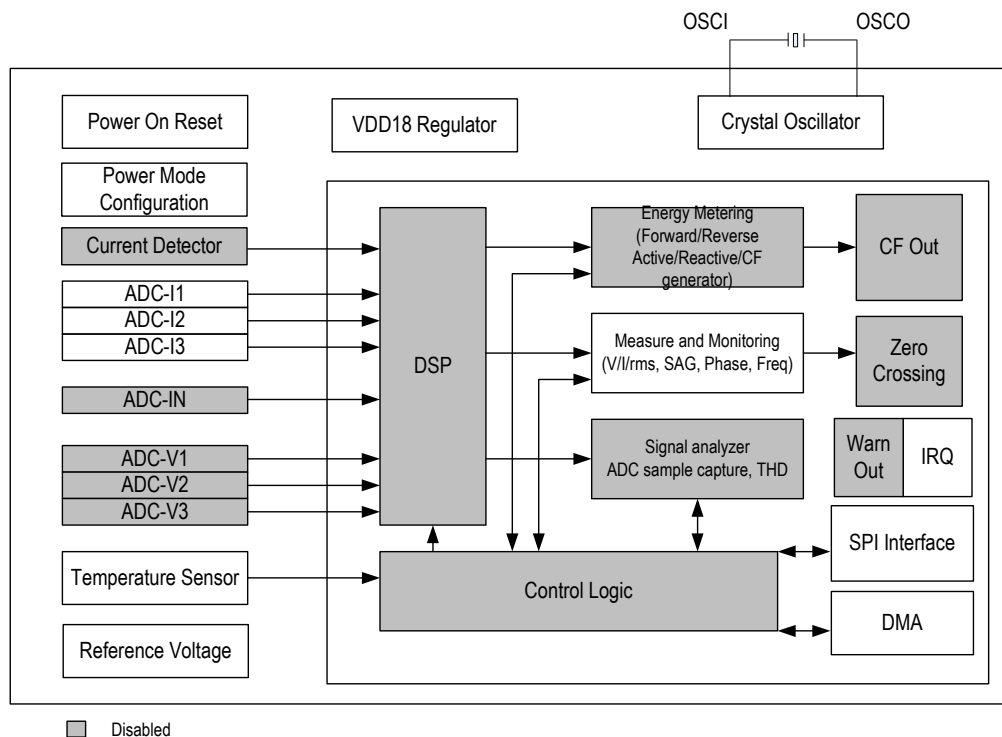 OSCI
OSCO
Power On Reset
VDD18 Regulator
Crystal Oscillator
Power Mode
Configuration
Current Detector
ADC-I1
ADC-I2
ADC-I3
ADC-IN
ADC-V1
ADC-V2
ADC-V3
Temperature Sensor
Reference Voltage
DSP
Energy Metering
(Forward/Reverse
Active/Reactive/CF
generator)
CF Out
Measure and Monitoring
(V/I/rms, SAG, Phase, Freq)
Zero
Crossing
Signal analyzer
ADC sample capture, THD
Warn
Out
IRQ
SPI Interface
Control Logic
DMA
Disabled